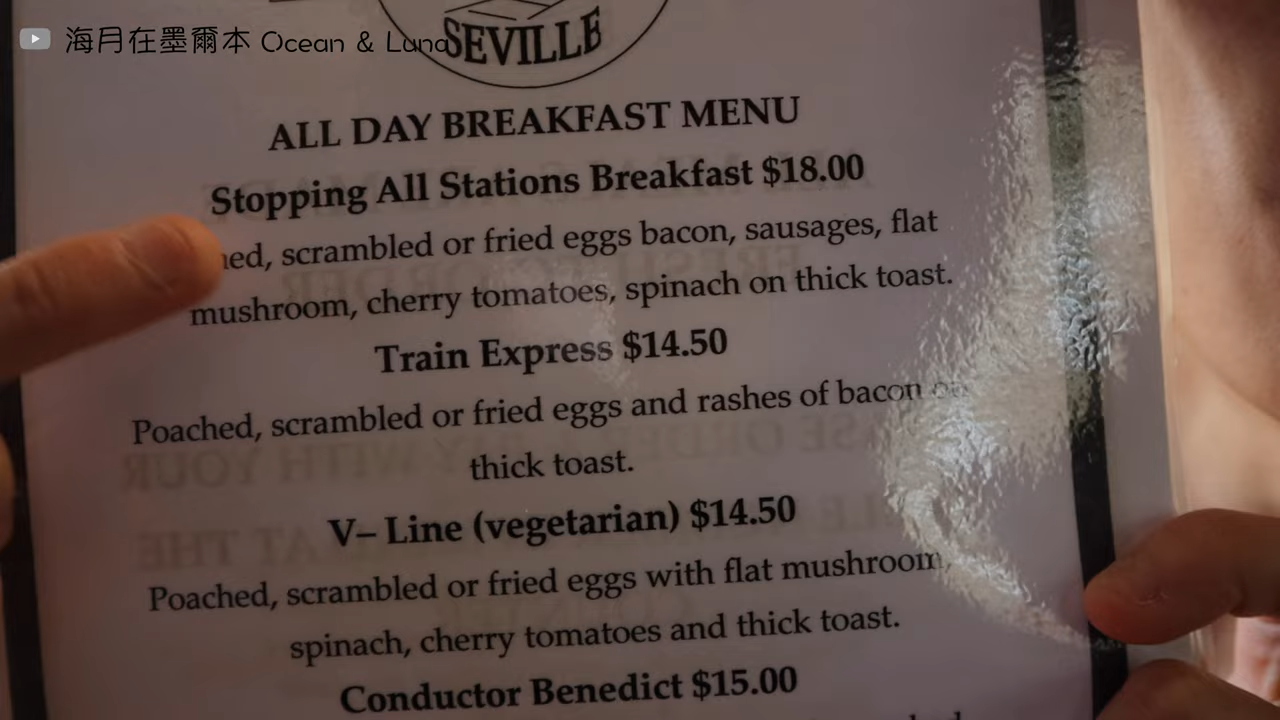 海月在墨爾本 Ocean & Luna
SEVILLE
ALL DAY BREAKFAST MENU
Stopping All Stations Breakfast $18.00
scrambled or fried eggs bacon, sausages, flat
mushroom, cherry tomatoes, spinach on thick toast.
Train Express $14.50
Poached, scrambled or fried eggs and rashes of bacon
thick toast.
V– Line (vegetarian) $14.50
Poached, scrambled or fried eggs with flat mushroom,
spinach, cherry tomatoes and thick toast.
Conductor Benedict $15.00